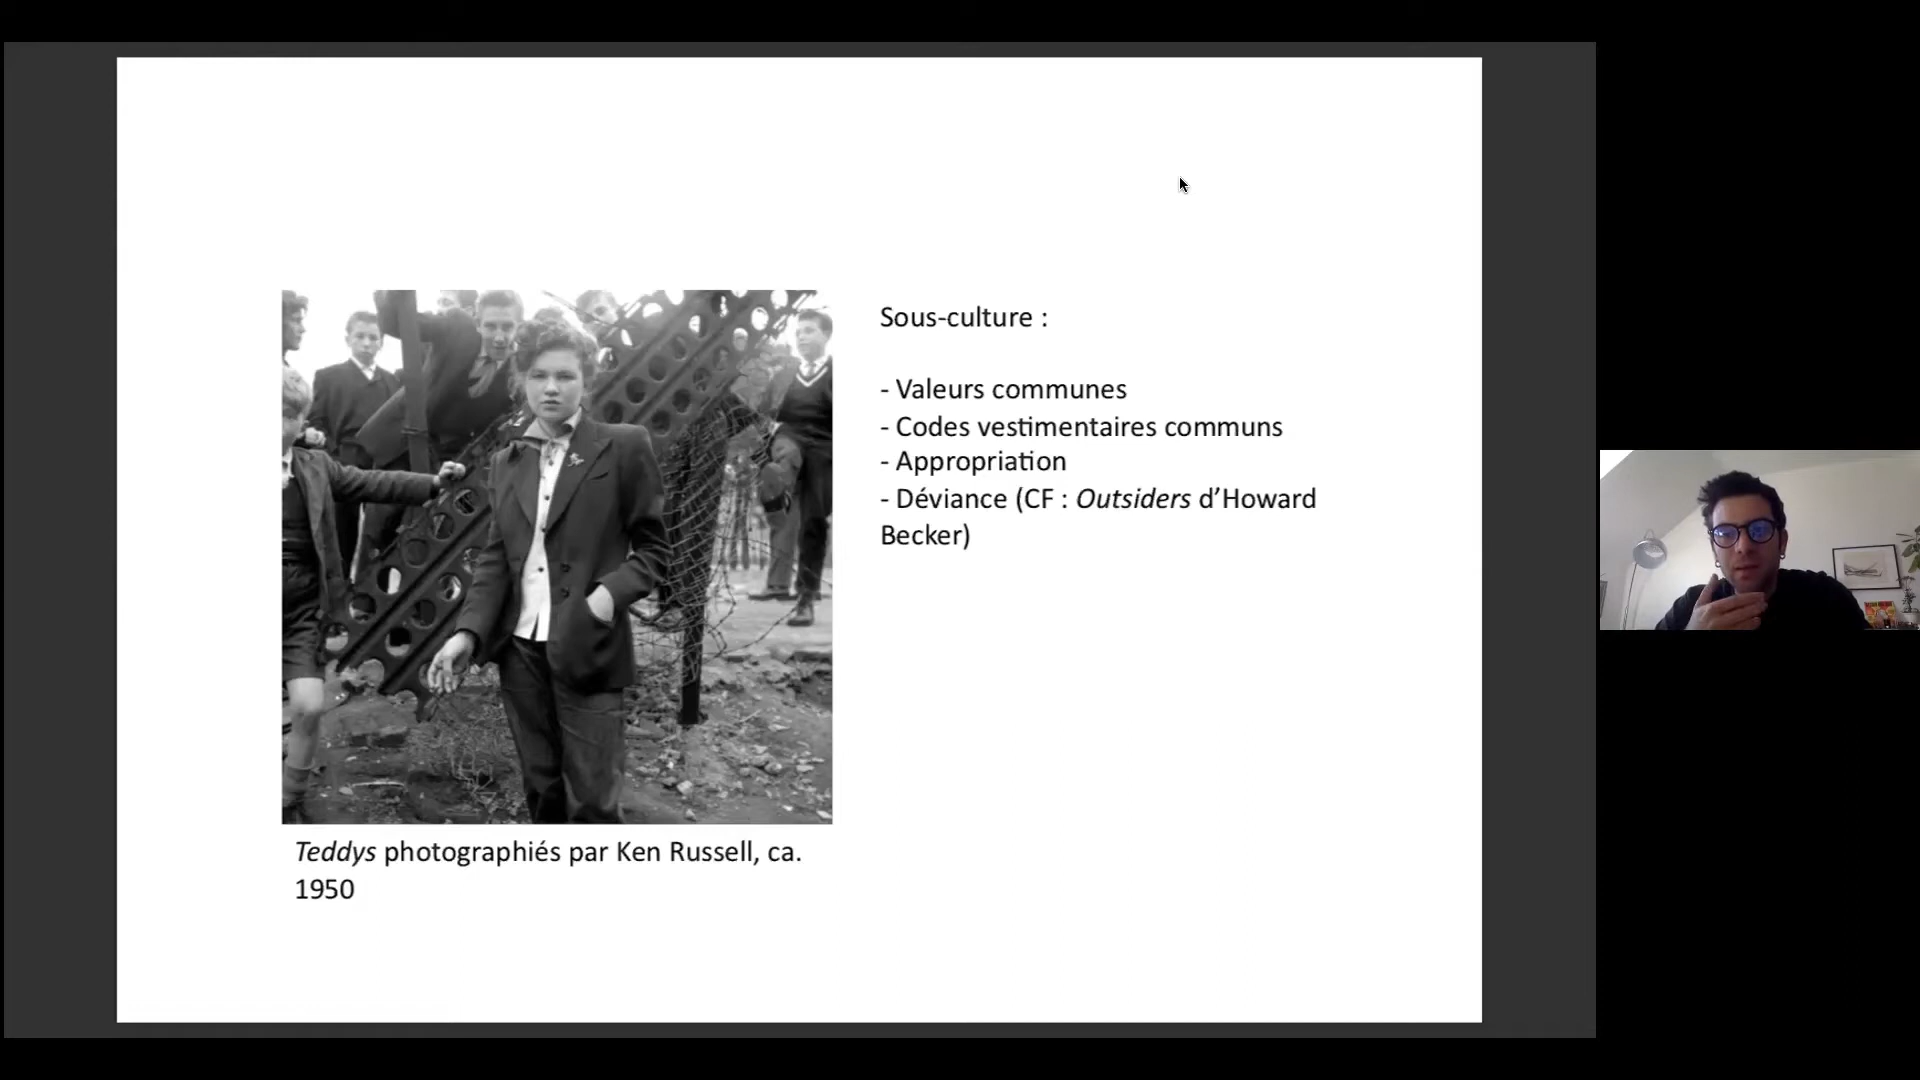 Sous-culture :
- Valeurs communes
- Codes vestimentaires communs
- Appropriation
- Déviance (CF : Outsiders d’Howard
Becker)
Teddys photographiés par Ken Russell, ca.
1950